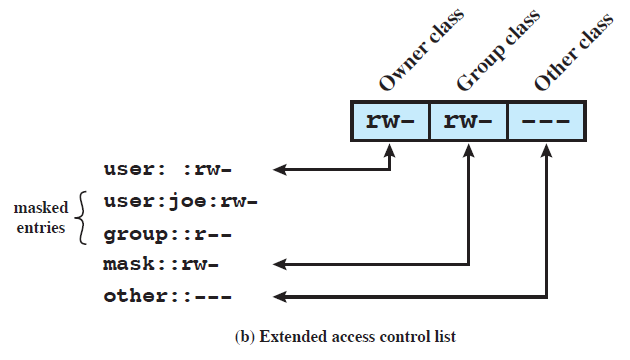 Owner class
Group class
Other class
rw- rw- ---
user: :rw-
masked entries
user:joe:rw-
group::r--
mask::rw-
other::---
(b) Extended access control list